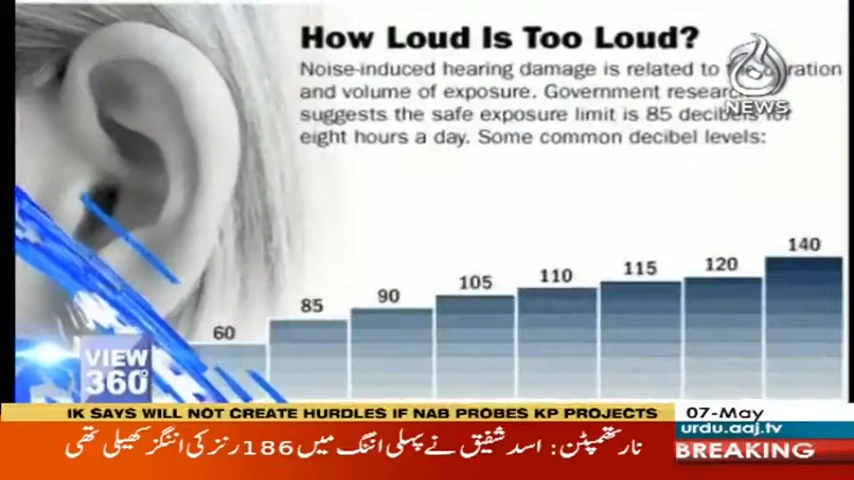 How Loud Is Too Loud?
Noise-induced hearing damage is related to the duration
and volume of exposure. Government research
suggests the safe exposure limit is 85 decibels for
eight hours a day. Some common decibel levels:
NEWS
60
85
90
105
110
115
120
140
VIEW
360°
IK SAYS WILL NOT CREATE HURDLES IF NAB PROBES KP PROJECTS
07-May
urdu.aaj.tv
نارتھمپٹن: اسد شفیق نے پہلی اننگ میں 186 رنز کی اننگز کھیلی تھی
BREAKING